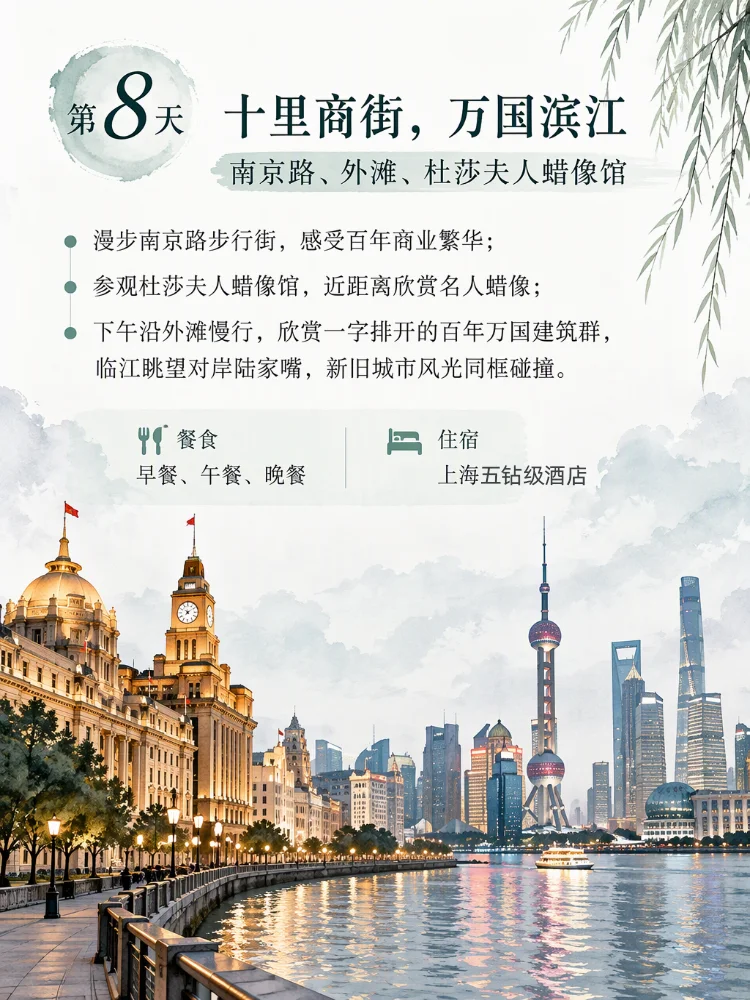 第8天
十里商街，万国滨江
南京路、外滩、杜莎夫人蜡像馆
漫步南京路步行街，感受百年商业繁华；
参观杜莎夫人蜡像馆，近距离欣赏名人蜡像；
下午沿外滩慢行，欣赏一字排开的百年万国建筑群，
临江眺望对岸陆家嘴，新旧城市风光同框碰撞。
餐食
早餐、午餐、晚餐
住宿
上海五钻级酒店